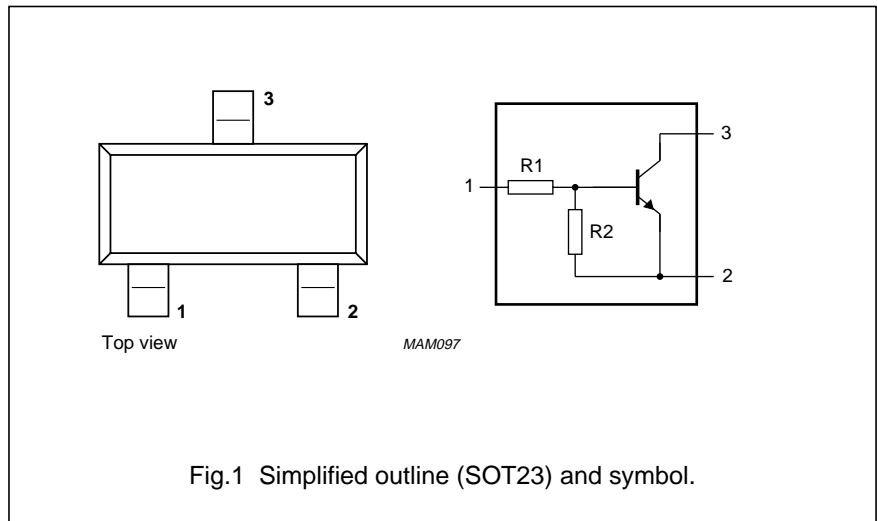 3
1
2
Top view
MAM097
R1
R2
1
3
2
Fig.1 Simplified outline (SOT23) and symbol.